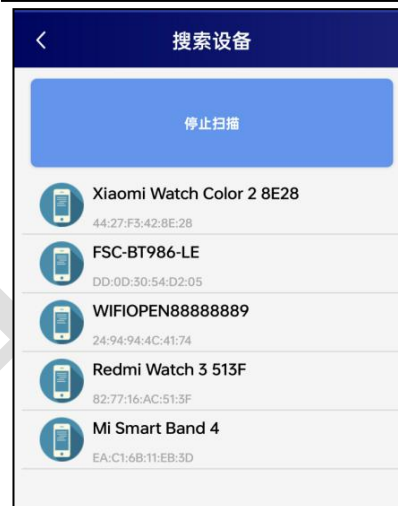 搜索设备
停止扫描
Xiaomi Watch Color 2 8E28
44:27:F3:42:8E:28
FSC-BT986-LE
DD:0D:30:54:D2:05
WIFIOPEN88888889
24:94:94:4C:41:74
Redmi Watch 3 513F
82:77:16:AC:51:3F
Mi Smart Band 4
EA:C1:6B:11:EB:3D